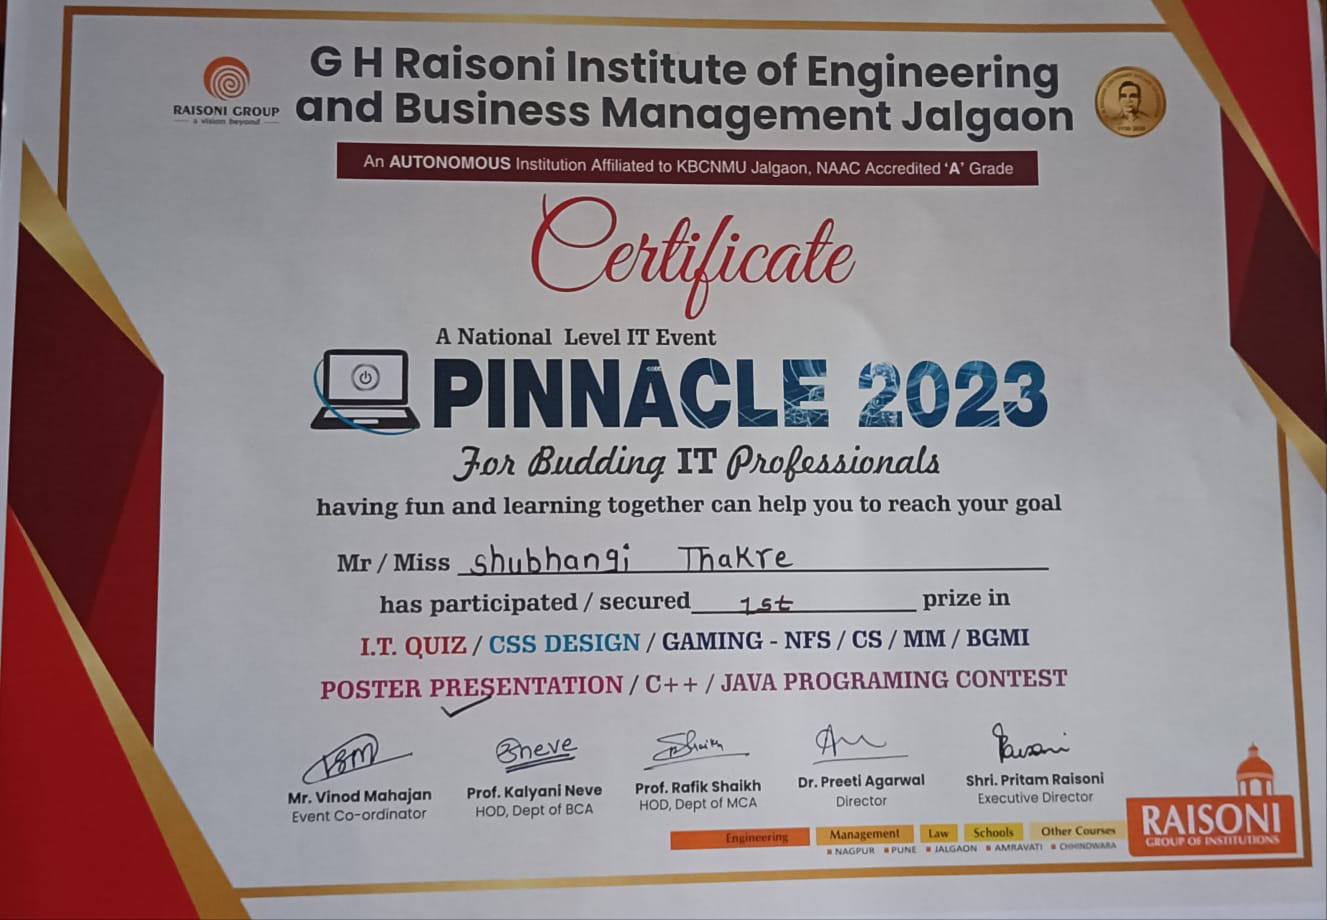 G H Raisoni Institute of Engineering
and Business Management Jalgaon
RAISONI GROUP
a vision beyond
An AUTONOMOUS Institution Affiliated to KBCNMU Jalgaon, NAAC Accredited ‘A’ Grade
Certificate
A National Level IT Event
PINNACLE 2023
For Budding IT Professionals
having fun and learning together can help you to reach your goal
Mr / Miss Shubhangi Thakre
has participated / secured 1st prize in
I.T. QUIZ / CSS DESIGN / GAMING - NFS / CS / MM / BGMI
POSTER PRESENTATION / C++ / JAVA PROGRAMING CONTEST
Neve Shaikh Raisoni
Mr. Vinod Mahajan Prof. Kalyani Neve Prof. Rafik Shaikh Dr. Preeti Agarwal Shri. Pritam Raisoni
Event Co-ordinator HOD, Dept of BCA HOD, Dept of MCA Director Executive Director
Engineering Management Law Schools Other Courses
NAGPUR PUNE JALGAON AMRAVATI CHHINDWARA
RAISONI
GROUP OF INSTITUTIONS